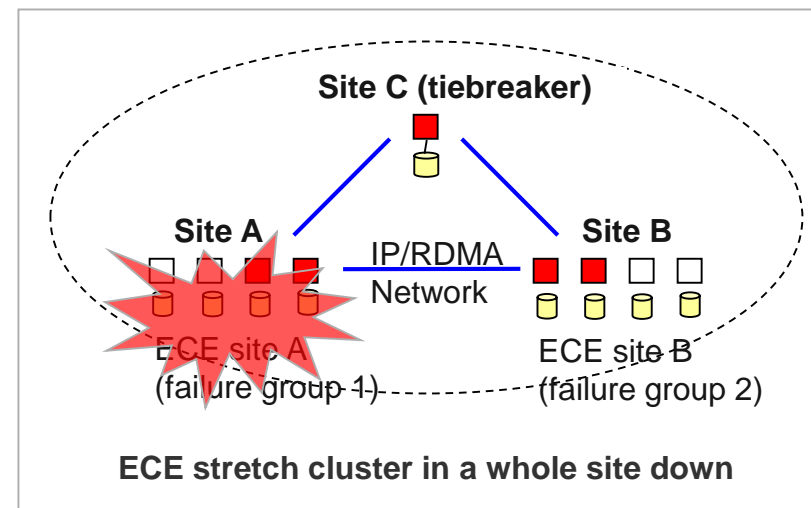 Site C (tiebreaker)
Site A
Site B
IP/RDMA
Network
ECE site A
(failure group 1)
ECE site B
(failure group 2)
ECE stretch cluster in a whole site down